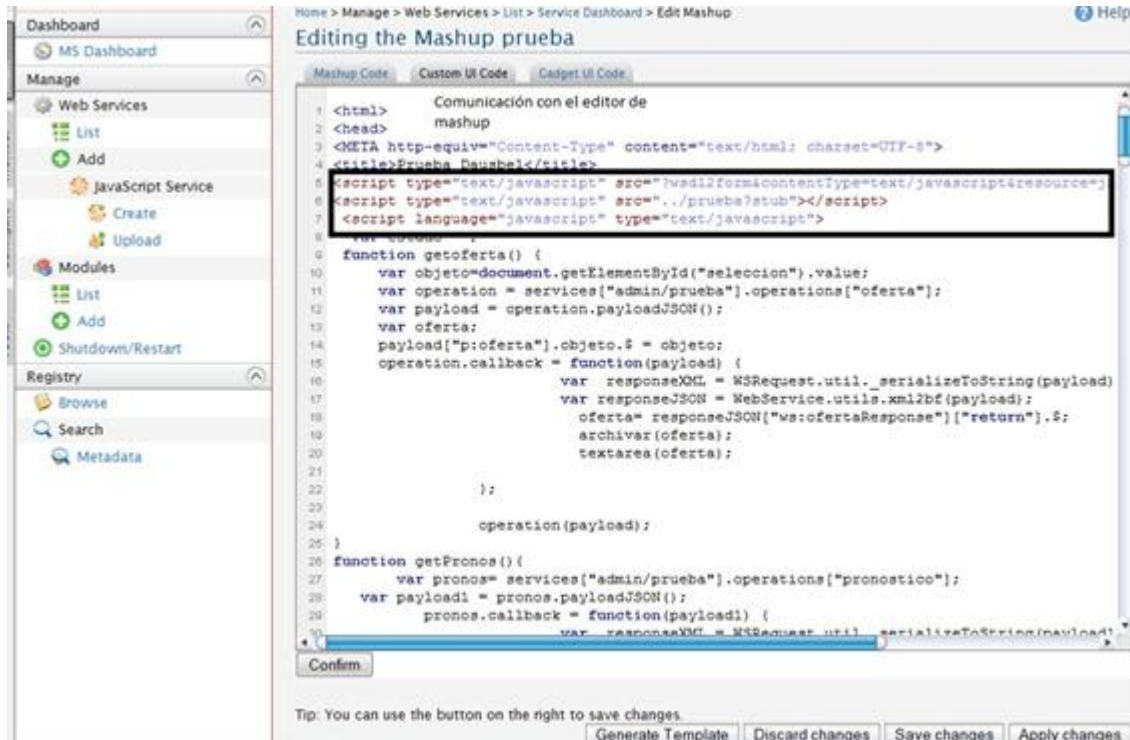 Dashboard
MS Dashboard
Manage
Web Services
List
Add
JavaScript Service
Create
Upload
Modules
List
Add
Shutdown/Restart
Registry
Browse
Search
Metadata
Home > Manage > Web Services > List > Service Dashboard > Edit Mashup
Help
Editing the Mashup prueba
Mashup Code Custom UI Code Gadget UI Code
Comunicación con el editor de
mashup
1 <html>
2 <head>
3 <META http-equiv="Content-Type" content="text/html; charset=UTF-8">
4 <title>Prueba Dausbel</title>
5 <script type="text/javascript" src="?wsdl2form&contentType=text/javascript&resource=j
6 <script type="text/javascript" src="../prueba?stub"></script>
7 <script language="javascript" type="text/javascript">
8 var
9 function getoferta() {
10 var objeto=document.getElementById("seleccion").value;
11 var operation = services["admin/prueba"].operations["oferta"];
12 var payload = operation.payloadJSON();
13 var oferta;
14 payload["p:oferta"].objeto.$ = objeto;
15 operation.callback = function(payload) {
16 var responseXML = WSRequest.util._serializeToString(payload)
17 var responseJSON = WebService.utils.xml2bf(payload);
18 oferta= responseJSON["ws:ofertaResponse"]["return"].$;
19 archivar(oferta);
20 textarea(oferta);
21
22 };
23
24 operation(payload);
25 }
26 function getPronos(){
27 var pronos= services["admin/prueba"].operations["pronostico"];
28 var payload1 = pronos.payloadJSON();
29 pronos.callback = function(payload1) {
30 var responseXML = WSRequest.util._serializeToString(payload1
Confirm
Tip: You can use the button on the right to save changes.
Generate Template Discard changes Save changes Apply changes